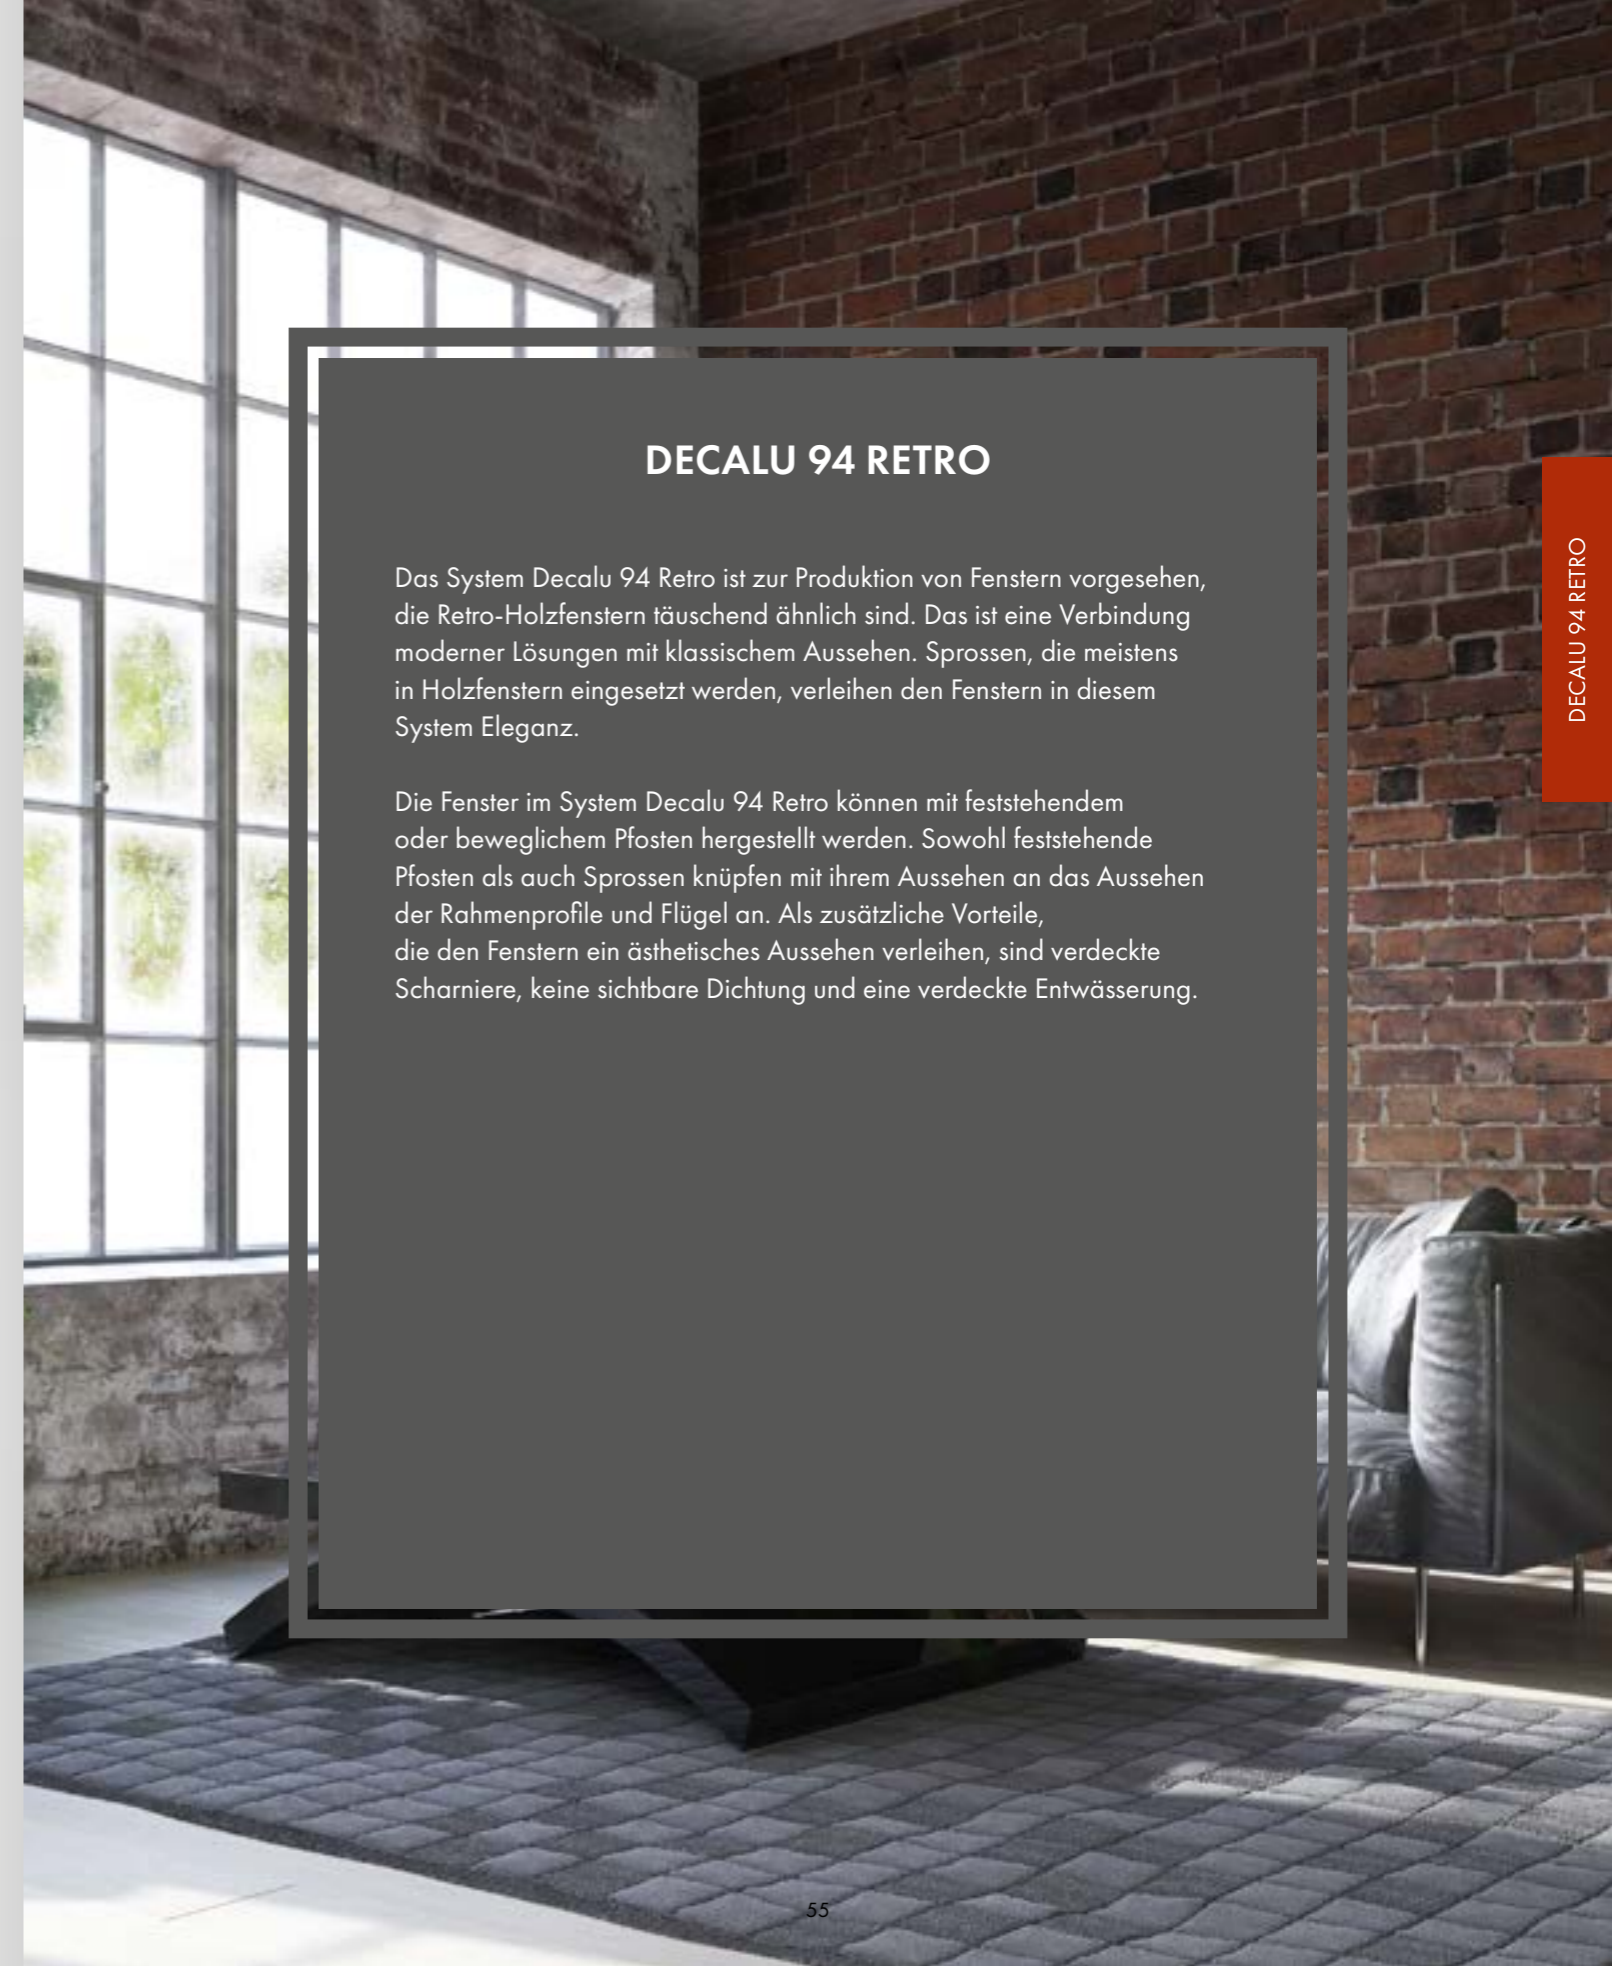 DECALU 94 RETRO
Das System Decalu 94 Retro ist zur Produktion von Fenstern vorgesehen,
die Retro-Holzfenstern täuschend ähnlich sind. Das ist eine Verbindung
moderner Lösungen mit klassischem Aussehen. Sprossen, die meistens
in Holzfenstern eingesetzt werden, verleihen den Fenstern in diesem
System Eleganz.
Die Fenster im System Decalu 94 Retro können mit feststehendem
oder beweglichem Pfosten hergestellt werden. Sowohl feststehende
Pfosten als auch Sprossen knüpfen mit ihrem Aussehen an das Aussehen
der Rahmenprofile und Flügel an. Als zusätzliche Vorteile,
die den Fenstern ein ästhetisches Aussehen verleihen, sind verdeckte
Scharniere, keine sichtbare Dichtung und eine verdeckte Entwässerung.
DECALU 94 RETRO
55